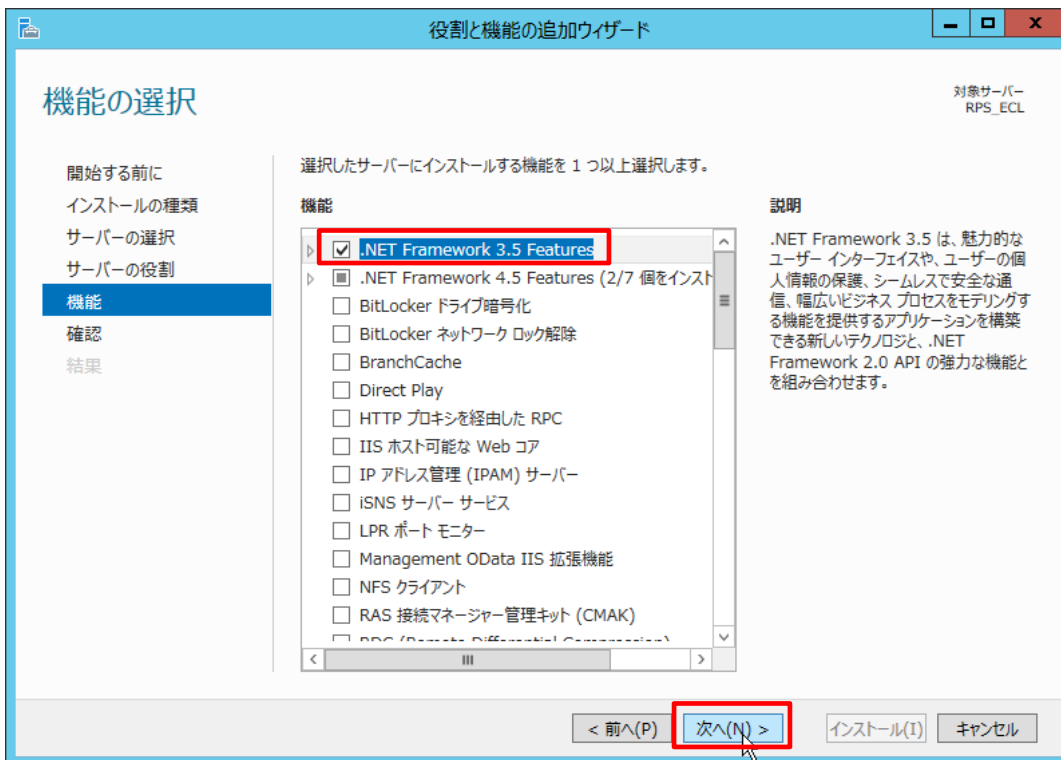 役割と機能の追加ウィザード
機能の選択
対象サーバー
RPS_ECL
開始する前に
インストールの種類
サーバーの選択
サーバーの役割
機能
確認
結果
選択したサーバーにインストールする機能を 1 つ以上選択します。
機能
.NET Framework 3.5 Features
.NET Framework 4.5 Features (2/7 個をインスト
BitLocker ドライブ暗号化
BitLocker ネットワーク ロック解除
BranchCache
Direct Play
HTTP プロキシを経由した RPC
IIS ホスト可能な Web コア
IP アドレス管理 (IPAM) サーバー
iSNS サーバー サービス
LPR ポート モニター
Management OData IIS 拡張機能
NFS クライアント
RAS 接続マネージャー管理キット (CMAK)
RDC (Remote Differential Compression)
説明
.NET Framework 3.5 は、魅力的な
ユーザー インターフェイスや、ユーザーの個
人情報の保護、シームレスで安全な通
信、幅広いビジネス プロセスをモデリングす
る機能を提供するアプリケーションを構築
できる新しいテクノロジと、.NET
Framework 2.0 API の強力な機能と
を組み合わせます。
< 前へ(P)
次へ(N) >
インストール(I)
キャンセル